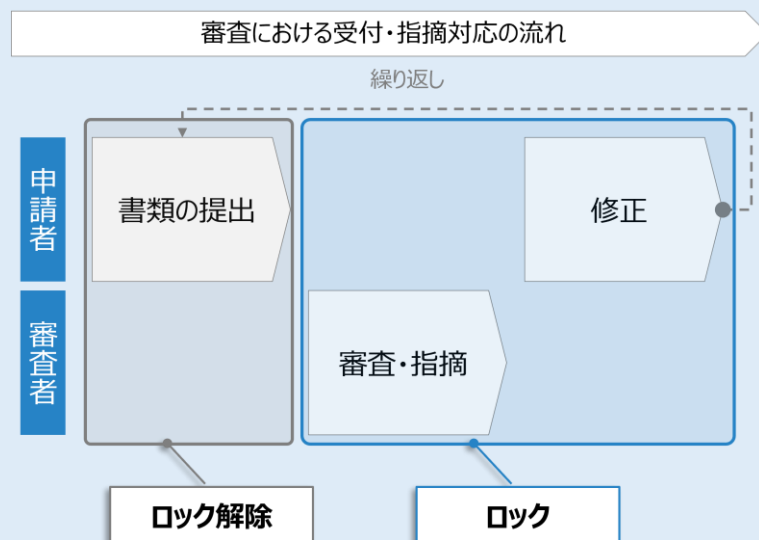 審査における受付・指摘対応の流れ
繰り返し
申請者
書類の提出
修正
審査者
審査・指摘
ロック解除
ロック